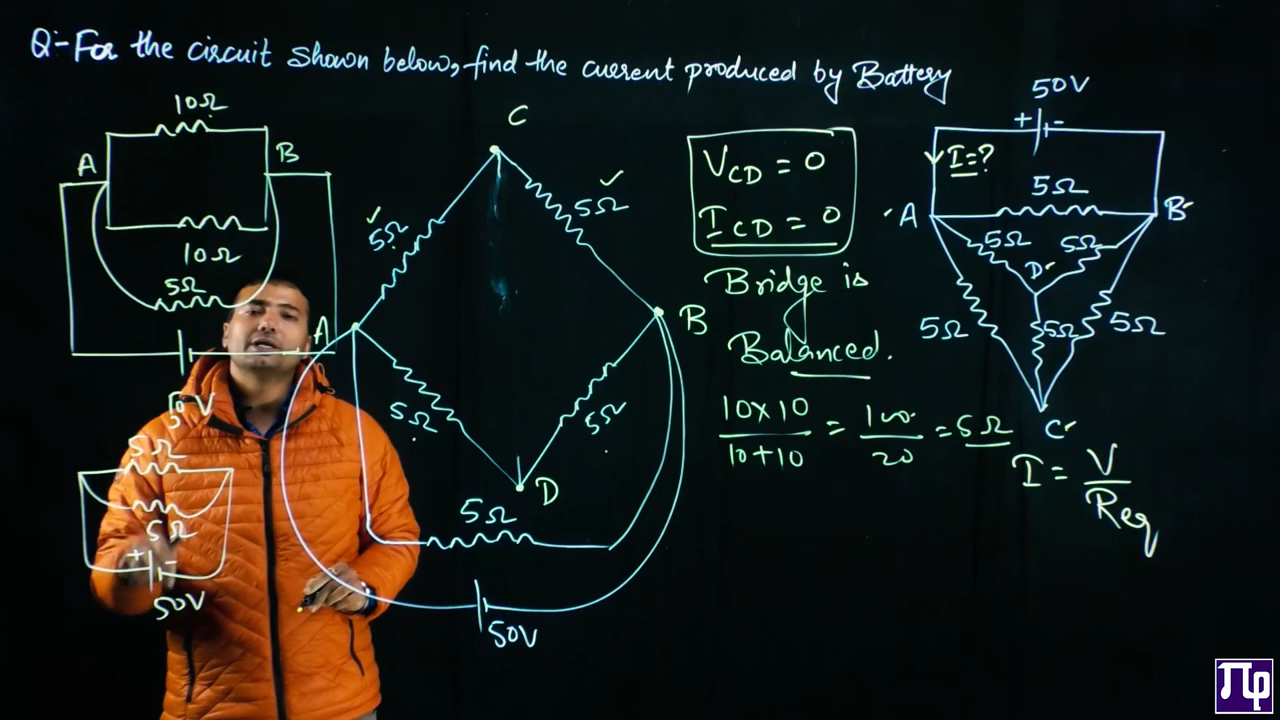 Q:- For the circuit shown below, find the current produced by Battery
10Ω
A
B
10Ω
5Ω
50V
5Ω
5Ω
+ -
50V
C
5Ω
5Ω
A
B
5Ω
5Ω
D
5Ω
50V
V_CD = 0
I_CD = 0
Bridge is
Balanced.
10×10 / 10+10 = 100 / 20 = 5Ω
50V
+ -
I=?
5Ω
A
B
5Ω
5Ω
D
5Ω
5Ω
5Ω
C
I = V / Req